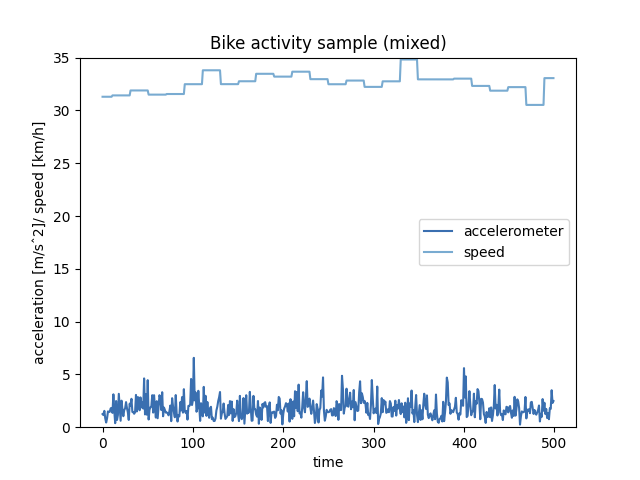 Bike activity sample (mixed)
acceleration [m/sˆ2]/ speed [km/h]
35
30
25
20
15
10
5
0
accelerometer
speed
0 100 200 300 400 500
time